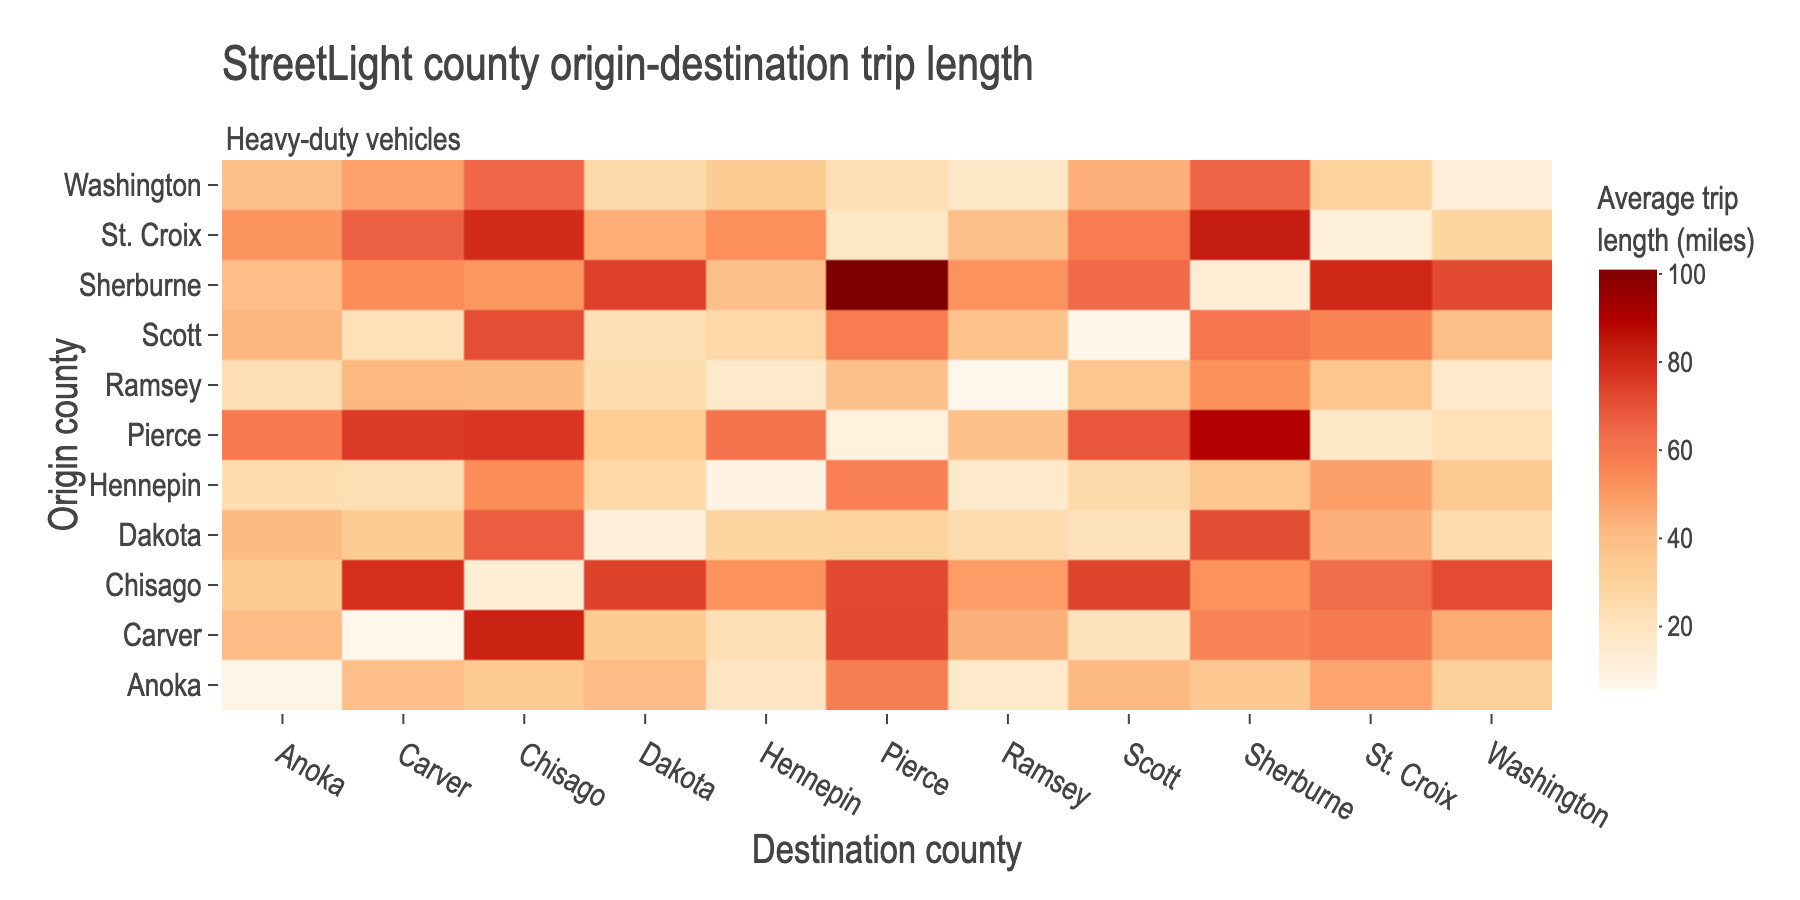 StreetLight county origin-destination trip length
Heavy-duty vehicles
Origin county
Washington
St. Croix
Sherburne
Scott
Ramsey
Pierce
Hennepin
Dakota
Chisago
Carver
Anoka
Anoka
Carver
Chisago
Dakota
Hennepin
Pierce
Ramsey
Scott
Sherburne
St. Croix
Washington
Destination county
Average trip
length (miles)
100
80
60
40
20